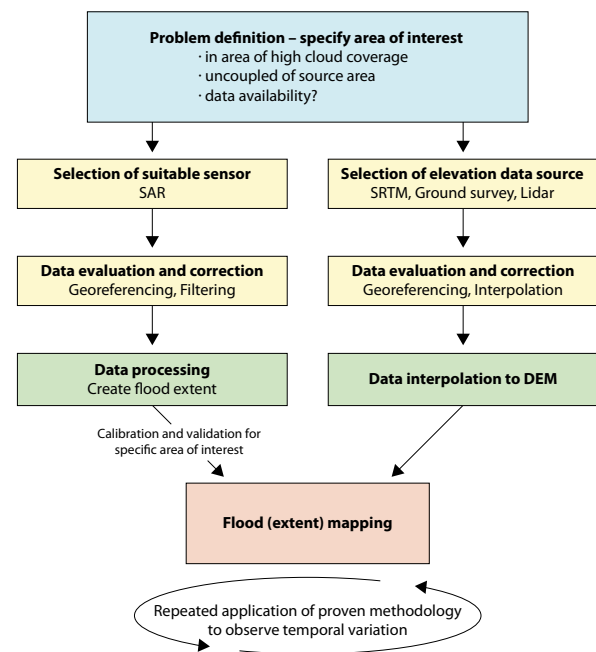 Problem definition – specify area of interest
· in area of high cloud coverage
· uncoupled of source area
· data availability?
Selection of suitable sensor
SAR
Selection of elevation data source
SRTM, Ground survey, Lidar
Data evaluation and correction
Georeferencing, Filtering
Data evaluation and correction
Georeferencing, Interpolation
Data processing
Create flood extent
Data interpolation to DEM
Calibration and validation for
specific area of interest
Flood (extent) mapping
Repeated application of proven methodology
to observe temporal variation